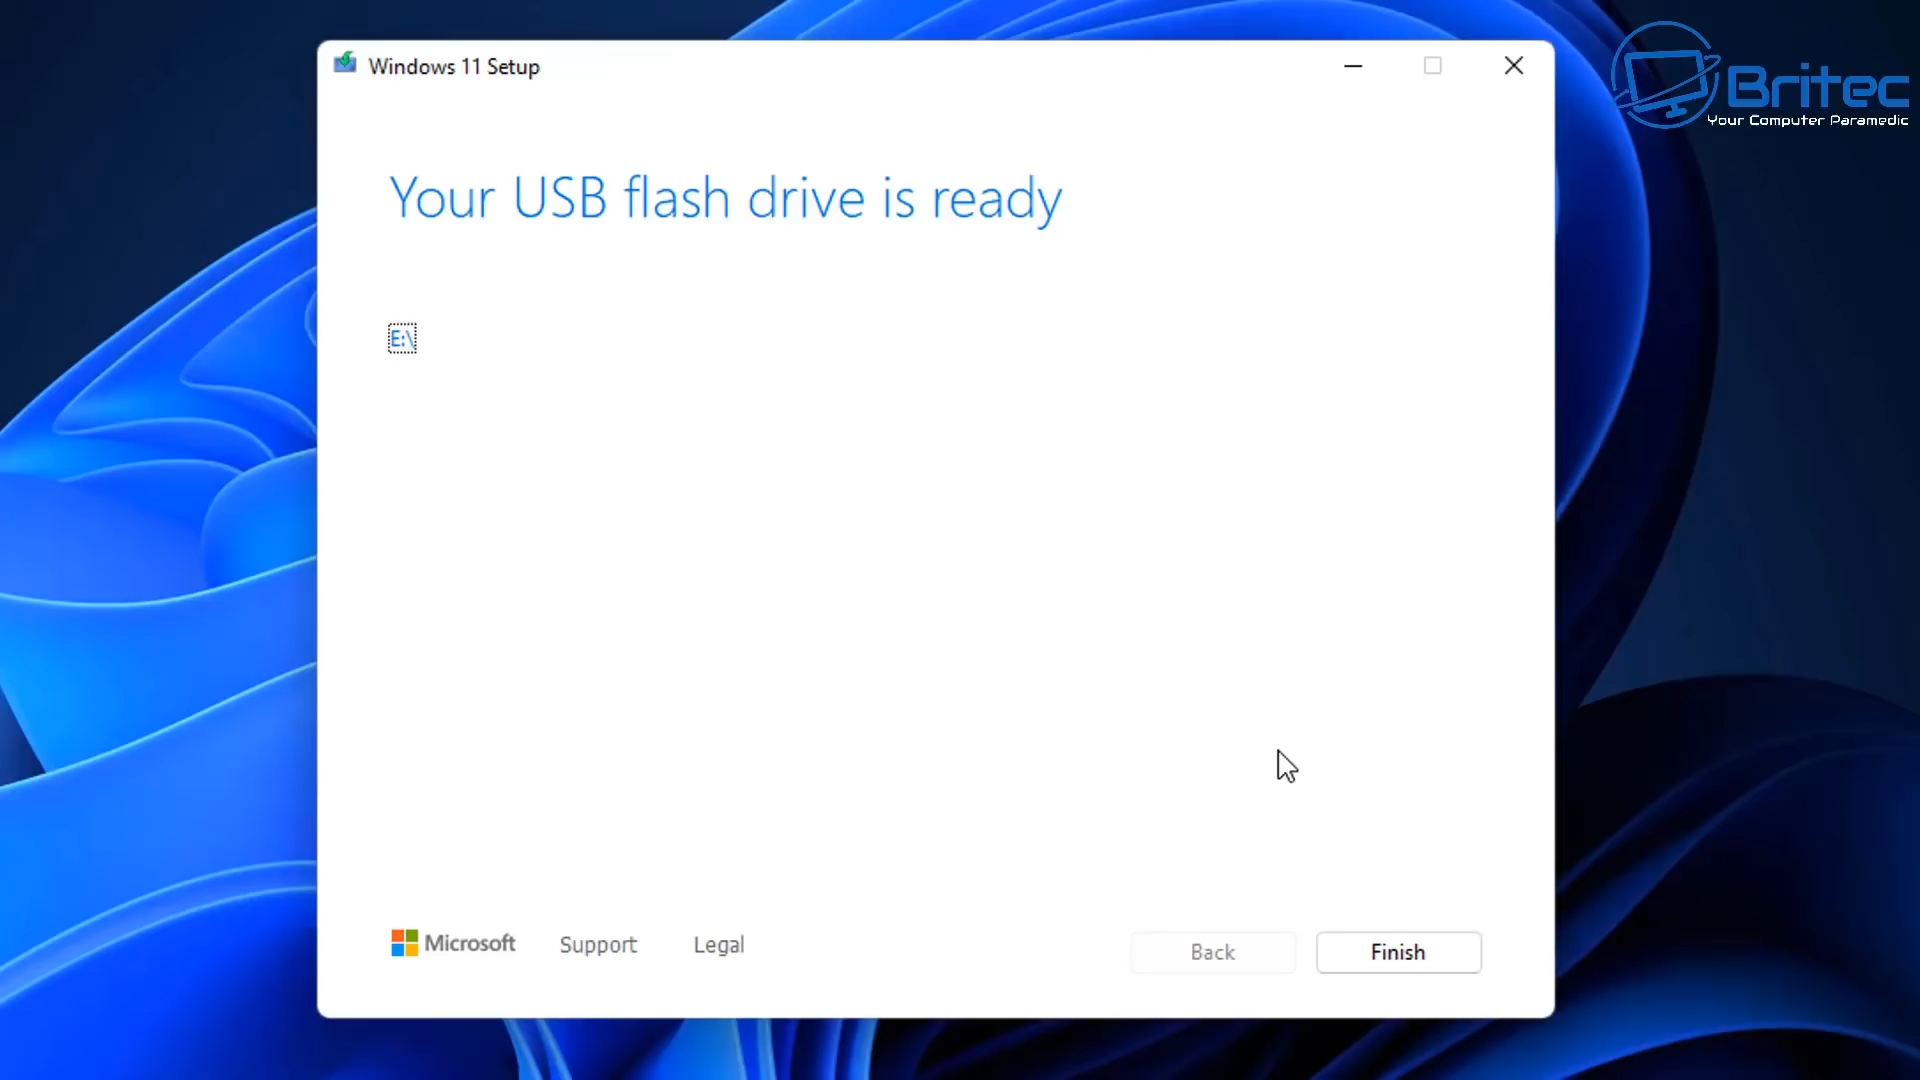 Windows 11 Setup
Britec
Your Computer Paramedic
Your USB flash drive is ready
E:\
Microsoft
Support
Legal
Back
Finish